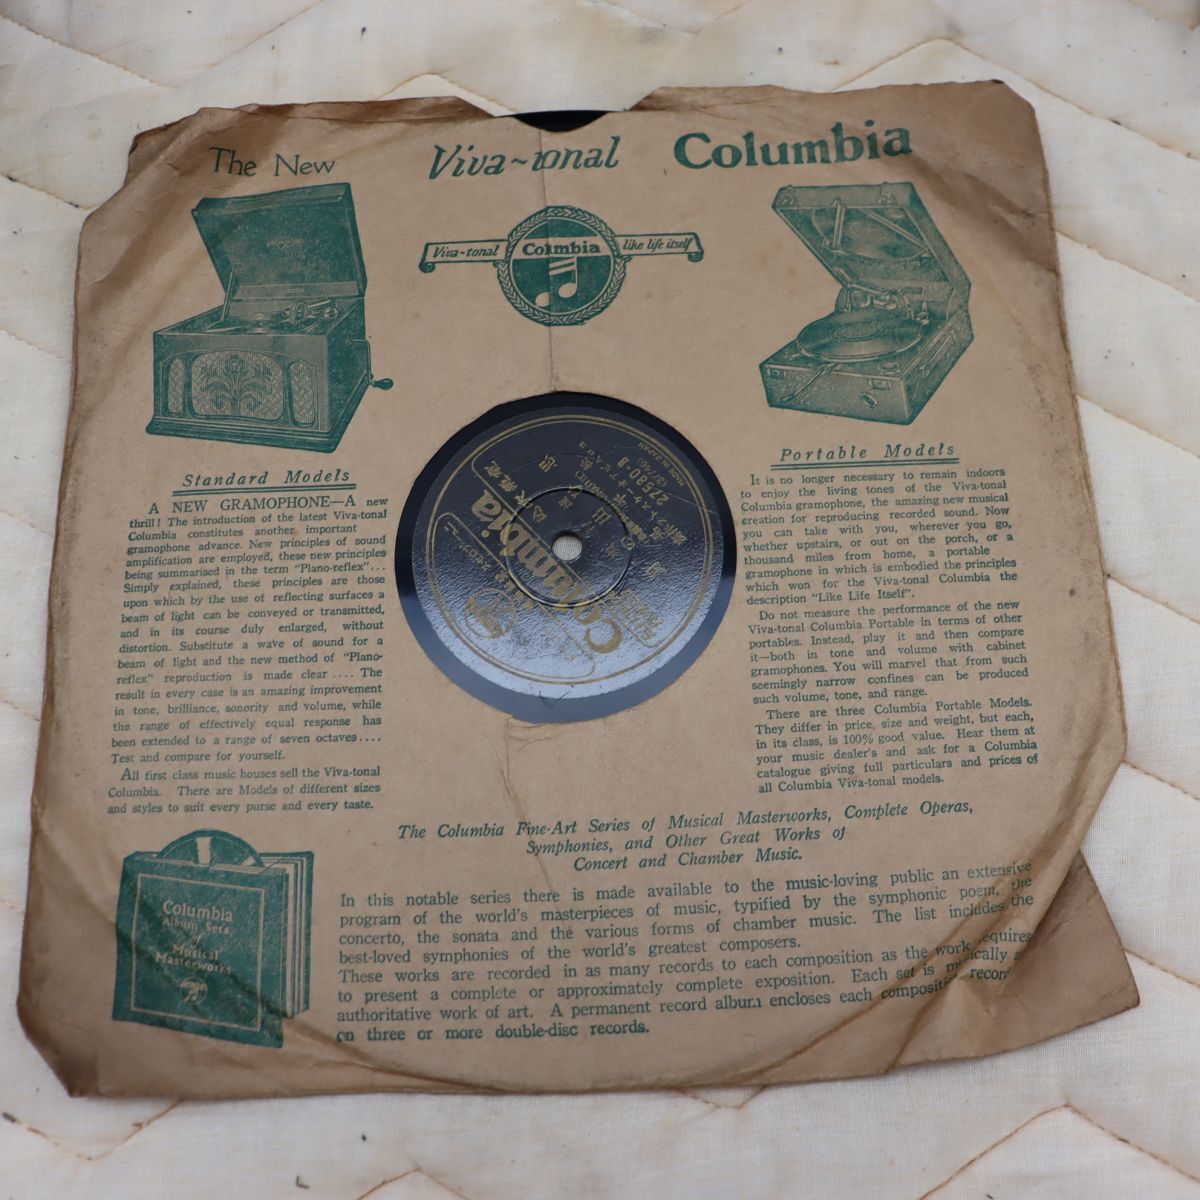 The New Viva~tonal Columbia
Viva~tonal Columbia like life itself
Standard Models
A NEW GRAMOPHONE—A new
thrill! The introduction of the latest Viva-tonal
Columbia constitutes another important
gramophone advance. New principles of sound
amplification are employed, these new principles
being summarised in the term "Plano-reflex"...
Simply explained, these principles are those
upon which by the use of reflecting surfaces a
beam of light can be conveyed or transmitted,
and in its course duly enlarged, without
distortion. Substitute a wave of sound for a
beam of light and the new method of "Plano-
reflex" reproduction is made clear .... The
result in every case is an amazing improvement
in tone, brilliance, sonority and volume, while
the range of effectively equal response has
been extended to a range of seven octaves....
Test and compare for yourself.
All first class music houses sell the Viva-tonal
Columbia. There are Models of different sizes
and styles to suit every purse and every taste.
Portable Models
It is no longer necessary to remain indoors
to enjoy the living tones of the Viva-tonal
Columbia gramophone, the amazing new musical
creation for reproducing recorded sound. Now
you can take with you, wherever you go,
whether upstairs, or out on the porch, or a
thousand miles from home, a portable
gramophone in which is embodied the principles
which won for the Viva-tonal Columbia the
description "Like Life Itself".
Do not measure the performance of the new
Viva-tonal Columbia Portable in terms of other
portables. Instead, play it and then compare
it—both in tone and volume with cabinet
gramophones. You will marvel that from such
seemingly narrow confines can be produced
such volume, tone, and range.
There are three Columbia Portable Models.
They differ in price, size and weight, but each,
in its class, is 100% good value. Hear them at
your music dealer's and ask for a Columbia
catalogue giving full particulars and prices of
all Columbia Viva-tonal models.
Columbia
27580-B
MADE IN JAPAN
The Columbia Fine-Art Series of Musical Masterworks, Complete Operas,
Symphonies, and Other Great Works of
Concert and Chamber Music.
Columbia
Album Sets
of
Musical
Masterworks
In this notable series there is made available to the music-loving public an extensive
program of the world's masterpieces of music, typified by the symphonic poem, the
concerto, the sonata and the various forms of chamber music. The list includes the
best-loved symphonies of the world's greatest composers.
These works are recorded in as many records to each composition as the work requires
to present a complete or approximately complete exposition. Each set is musically
authoritative work of art. A permanent record album encloses each composition
on three or more double-disc records.